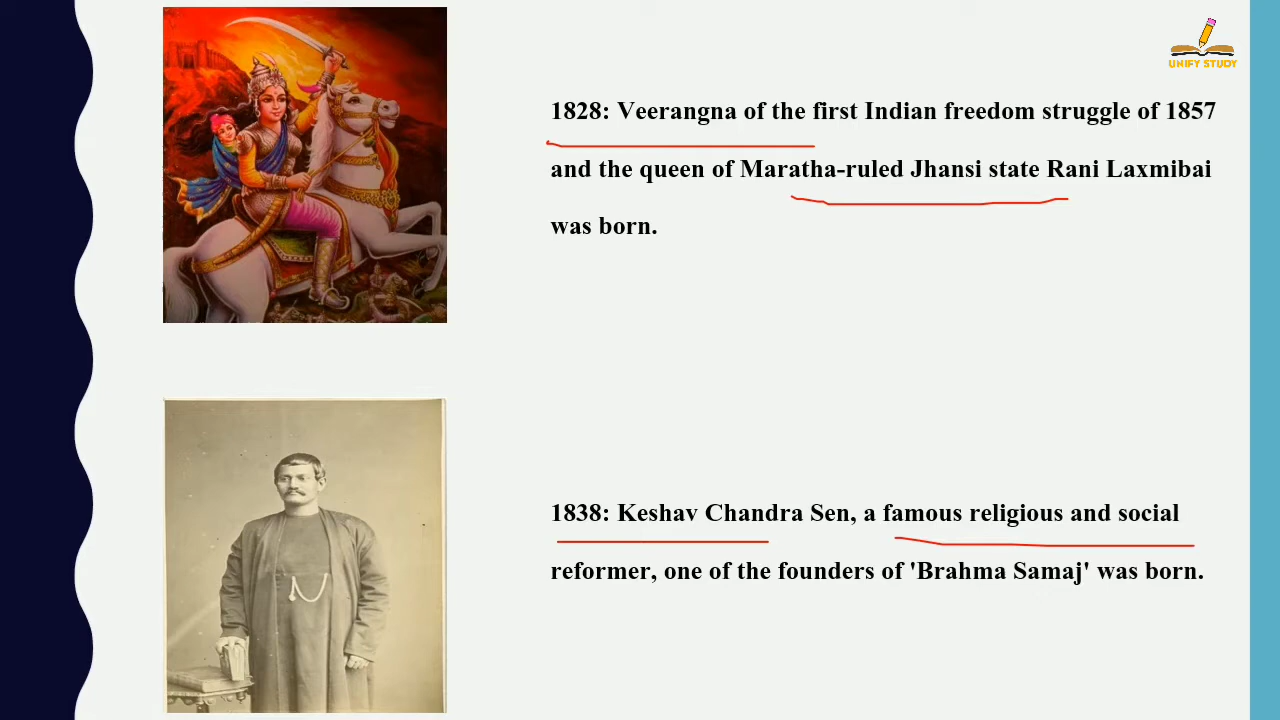 UNIFY STUDY
1828: Veerangna of the first Indian freedom struggle of 1857
and the queen of Maratha-ruled Jhansi state Rani Laxmibai
was born.
1838: Keshav Chandra Sen, a famous religious and social
reformer, one of the founders of 'Brahma Samaj' was born.